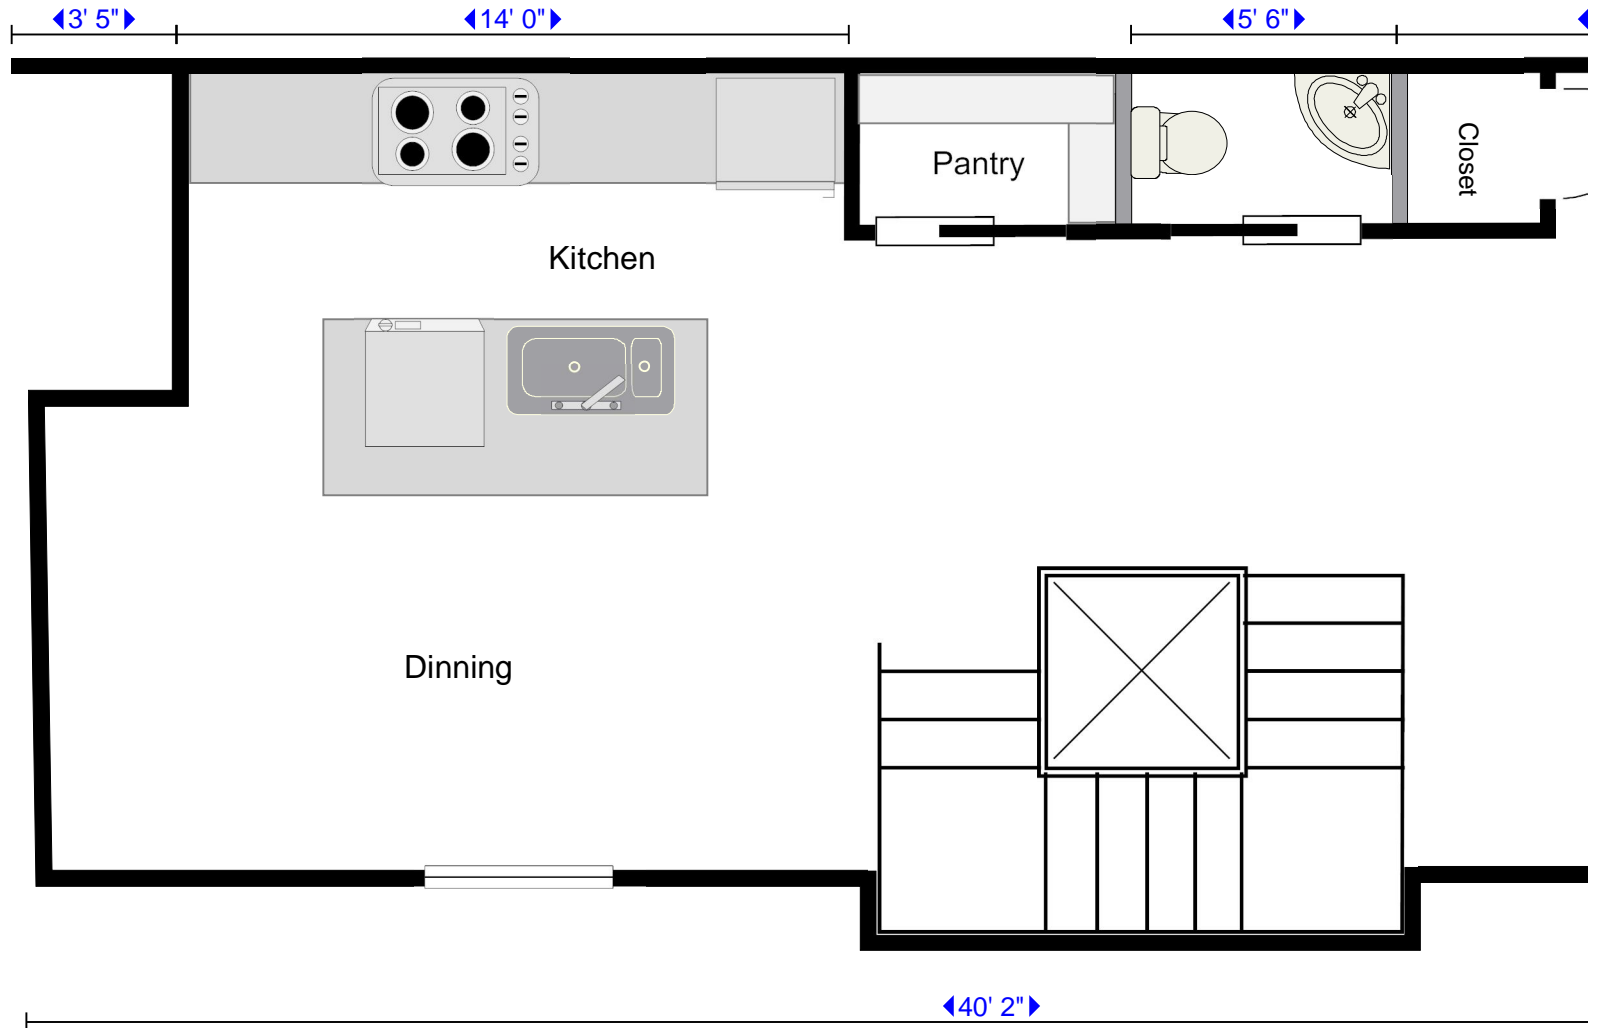 3' 5"
14' 0"
5' 6"
Pantry
Closet
Kitchen
Dinning
40' 2"